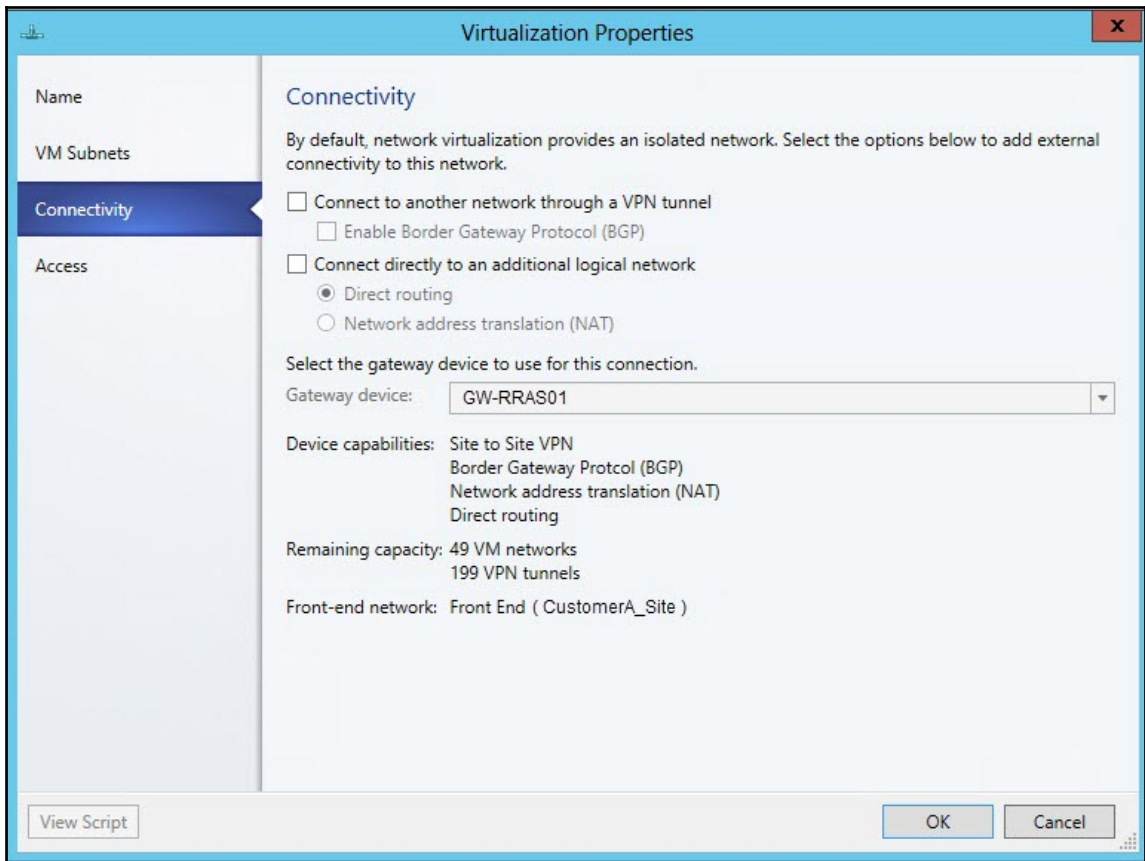 Virtualization Properties
x
Name
VM Subnets
Connectivity
Access
Connectivity
By default, network virtualization provides an isolated network. Select the options below to add external
connectivity to this network.
Connect to another network through a VPN tunnel
Enable Border Gateway Protocol (BGP)
Connect directly to an additional logical network
Direct routing
Network address translation (NAT)
Select the gateway device to use for this connection.
Gateway device: GW-RRAS01
Device capabilities: Site to Site VPN
Border Gateway Protcol (BGP)
Network address translation (NAT)
Direct routing
Remaining capacity: 49 VM networks
199 VPN tunnels
Front-end network: Front End ( CustomerA_Site )
View Script
OK
Cancel